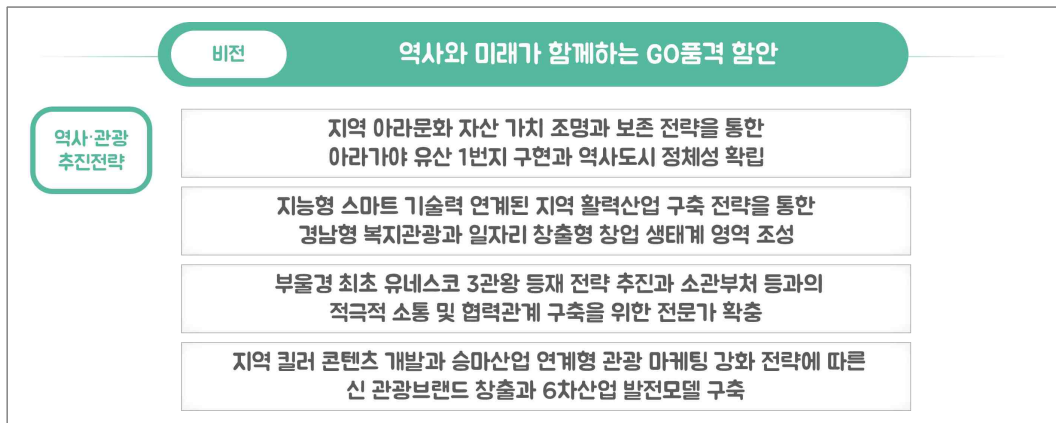 비전
역사와 미래가 함께하는 GO품격 함안
역사·관광
추진전략
지역 아라문화 자산 가치 조명과 보존 전략을 통한
아라가야 유산 1번지 구현과 역사도시 정체성 확립
지능형 스마트 기술력 연계된 지역 활력산업 구축 전략을 통한
경남형 복지관광과 일자리 창출형 창업 생태계 영역 조성
부울경 최초 유네스코 3관왕 등재 전략 추진과 소관부처 등과의
적극적 소통 및 협력관계 구축을 위한 전문가 확충
지역 킬러 콘텐츠 개발과 승마산업 연계형 관광 마케팅 강화 전략에 따른
신 관광브랜드 창출과 6차산업 발전모델 구축